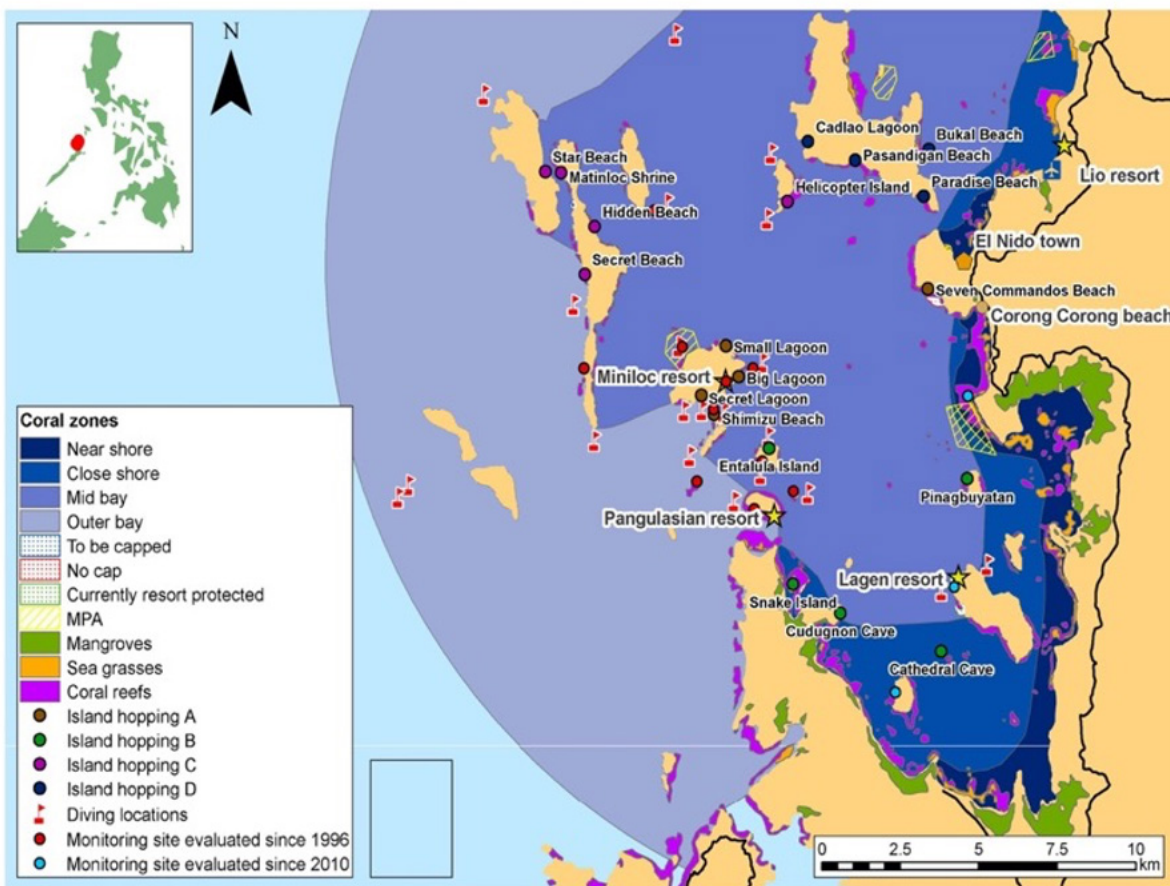 N
Cadlao Lagoon
Bukal Beach
Star Beach
Pasandigan Beach
Matinloc Shrine
Lio resort
Helicopter Island
Paradise Beach
Hidden Beach
El Nido town
Secret Beach
Seven Commandos Beach
Corong Corong beach
Small Lagoon
Miniloc resort
Big Lagoon
Secret Lagoon
Shimizu Beach
Entalula Island
Pinagbuyatan
Pangulasian resort
Lagen resort
Snake Island
Cudugnon Cave
Cathedral Cave
Coral zones
Near shore
Close shore
Mid bay
Outer bay
To be capped
No cap
Currently resort protected
MPA
Mangroves
Sea grasses
Coral reefs
Island hopping A
Island hopping B
Island hopping C
Island hopping D
Diving locations
Monitoring site evaluated since 1996
Monitoring site evaluated since 2010
0 2.5 5 7.5 10
km